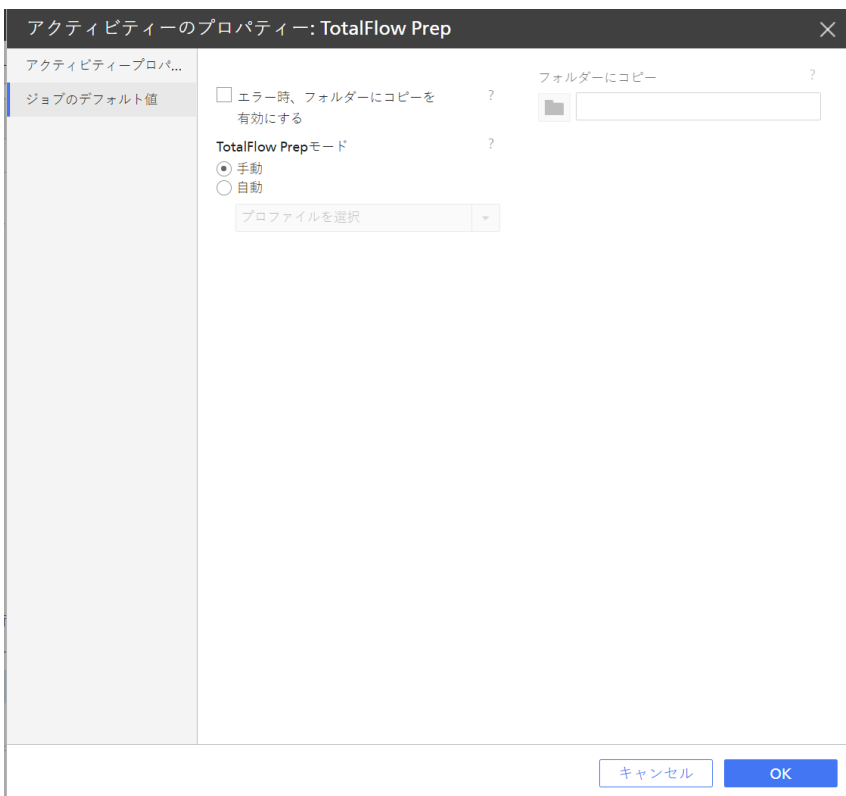 アクティビティーのプロパティー: TotalFlow Prep
アクティビティープロパ...
ジョブのデフォルト値
エラー時、フォルダーにコピーを
有効にする
?
フォルダーにコピー
?
TotalFlow Prepモード
?
手動
自動
プロファイルを選択
キャンセル
OK